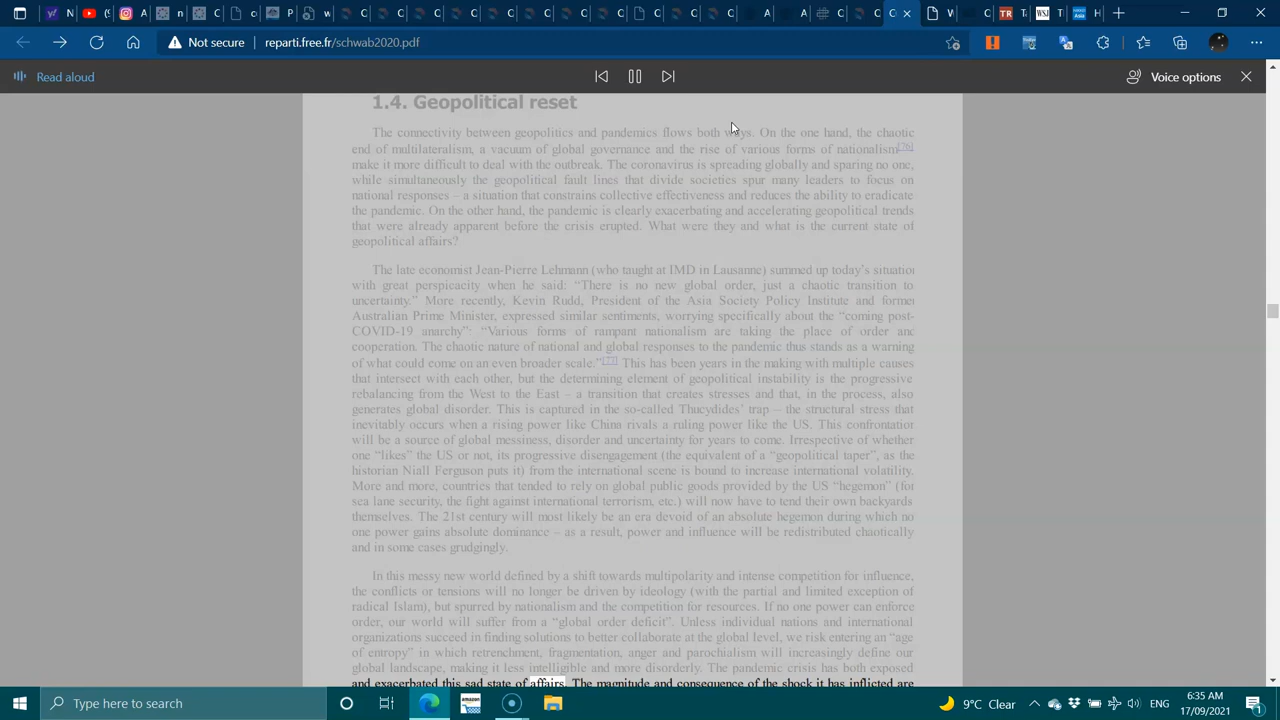 Not secure
reparti.free.fr/schwab2020.pdf
Read aloud
Voice options
1.4. Geopolitical reset
The connectivity between geopolitics and pandemics flows both ways. On the one hand, the chaotic
end of multilateralism, a vacuum of global governance and the rise of various forms of nationalism[76]
make it more difficult to deal with the outbreak. The coronavirus is spreading globally and sparing no one,
while simultaneously the geopolitical fault lines that divide societies spur many leaders to focus on
national responses – a situation that constrains collective effectiveness and reduces the ability to eradicate
the pandemic. On the other hand, the pandemic is clearly exacerbating and accelerating geopolitical trends
that were already apparent before the crisis erupted. What were they and what is the current state of
geopolitical affairs?
The late economist Jean-Pierre Lehmann (who taught at IMD in Lausanne) summed up today's situation
with great perspicacity when he said: “There is no new global order, just a chaotic transition to
uncertainty.” More recently, Kevin Rudd, President of the Asia Society Policy Institute and former
Australian Prime Minister, expressed similar sentiments, worrying specifically about the “coming post-
COVID-19 anarchy”: “Various forms of rampant nationalism are taking the place of order and
cooperation. The chaotic nature of national and global responses to the pandemic thus stands as a warning
of what could come on an even broader scale.”[77] This has been years in the making with multiple causes
that intersect with each other, but the determining element of geopolitical instability is the progressive
rebalancing from the West to the East – a transition that creates stresses and that, in the process, also
generates global disorder. This is captured in the so-called Thucydides' trap – the structural stress that
inevitably occurs when a rising power like China rivals a ruling power like the US. This confrontation
will be a source of global messiness, disorder and uncertainty for years to come. Irrespective of whether
one “likes” the US or not, its progressive disengagement (the equivalent of a “geopolitical taper”, as the
historian Niall Ferguson puts it) from the international scene is bound to increase international volatility.
More and more, countries that tended to rely on global public goods provided by the US “hegemon” (for
sea lane security, the fight against international terrorism, etc.) will now have to tend their own backyards
themselves. The 21st century will most likely be an era devoid of an absolute hegemon during which no
one power gains absolute dominance – as a result, power and influence will be redistributed chaotically
and in some cases grudgingly.
In this messy new world defined by a shift towards multipolarity and intense competition for influence,
the conflicts or tensions will no longer be driven by ideology (with the partial and limited exception of
radical Islam), but spurred by nationalism and the competition for resources. If no one power can enforce
order, our world will suffer from a “global order deficit”. Unless individual nations and international
organizations succeed in finding solutions to better collaborate at the global level, we risk entering an “age
of entropy” in which retrenchment, fragmentation, anger and parochialism will increasingly define our
global landscape, making it less intelligible and more disorderly. The pandemic crisis has both exposed
and exacerbated this sad state of affairs. The magnitude and consequence of the shock it has inflicted are
Type here to search
amazon
9°C Clear
ENG
6:35 AM
17/09/2021